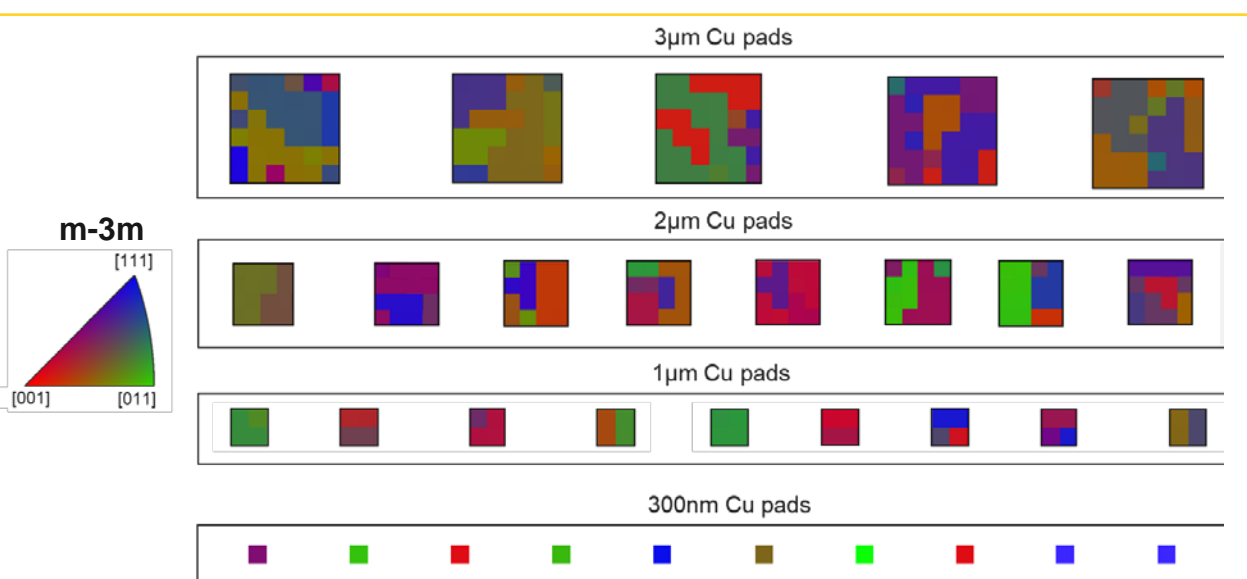 3µm Cu pads
2µm Cu pads
m-3m
[111]
[001] [011]
1µm Cu pads
300nm Cu pads